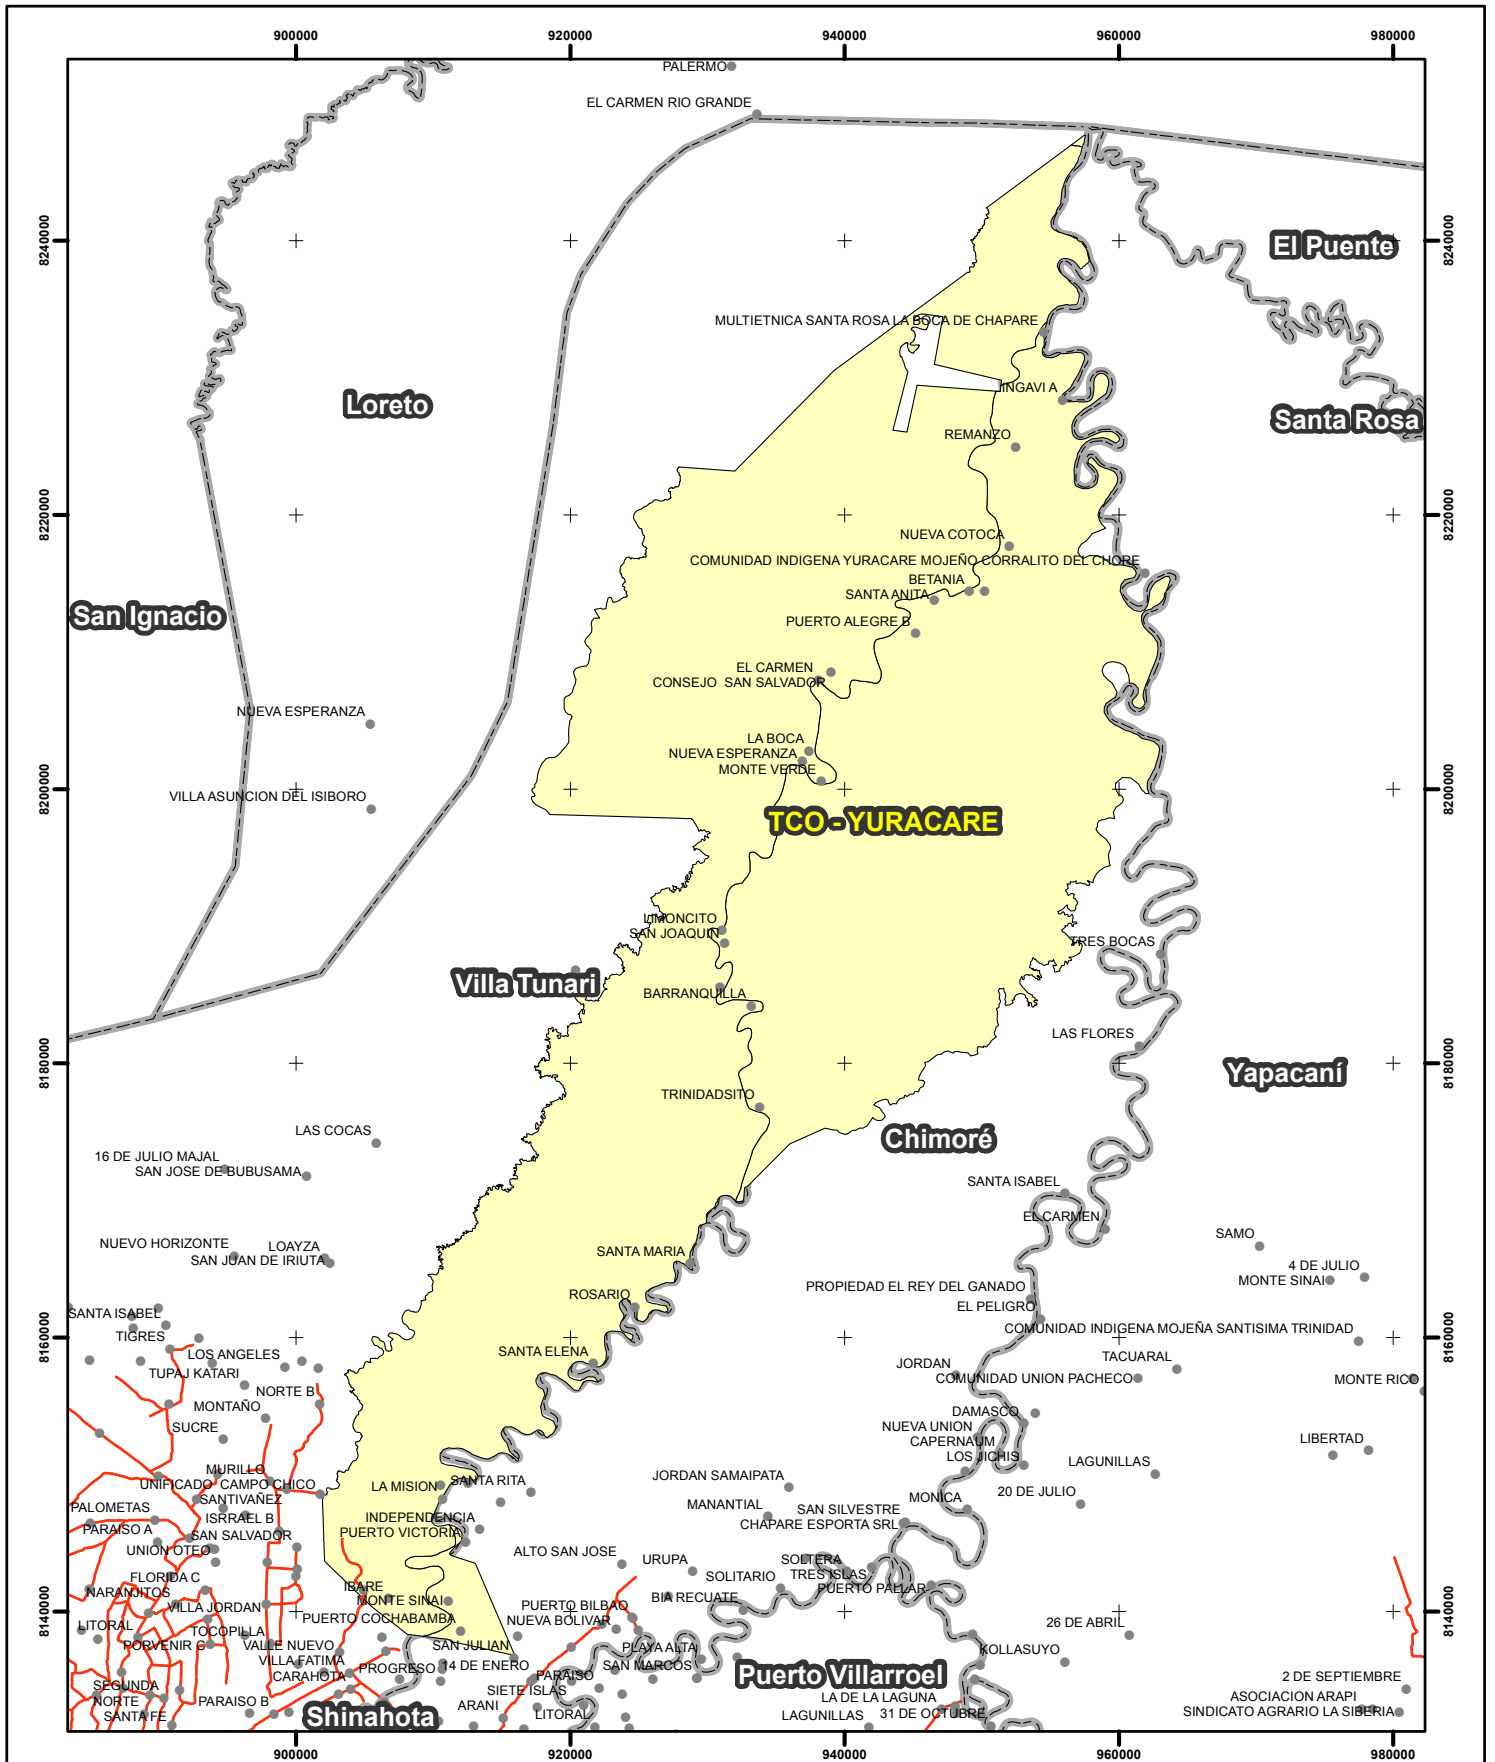 900000 920000 940000 960000 980000
PALERMO
EL CARMEN RIO GRANDE
8240000
8240000
El Puente
MULTIETNICA SANTA ROSA LA BOCA DE CHAPARE
INGAVI A
Loreto
Santa Rosa
REMANZO
8220000
8220000
NUEVA COTOCA
COMUNIDAD INDIGENA YURACARE MOJEÑO CORRALITO DEL CHORE
BETANIA
SANTA ANITA
San Ignacio
PUERTO ALEGRE B
EL CARMEN
CONSEJO SAN SALVADOR
NUEVA ESPERANZA
LA BOCA
NUEVA ESPERANZA
MONTE VERDE
8200000
8200000
VILLA ASUNCION DEL ISIBORO
TCO - YURACARE
LIMONCITO
SAN JOAQUIN
TRES BOCAS
Villa Tunari
BARRANQUILLA
LAS FLORES
8180000
8180000
Yapacaní
TRINIDADSITO
LAS COCAS
Chimoré
16 DE JULIO MAJAL
SAN JOSE DE BUBUSAMA
SANTA ISABEL
EL CARMEN
SAMO
NUEVO HORIZONTE
LOAYZA
SAN JUAN DE IRIUTA
SANTA MARIA
4 DE JULIO
MONTE SINAI
PROPIEDAD EL REY DEL GANADO
ROSARIO
EL PELIGRO
SANTA ISABEL
COMUNIDAD INDIGENA MOJEÑA SANTISIMA TRINIDAD
8160000
8160000
TIGRES
LOS ANGELES
SANTA ELENA
TACUARAL
TUPAJ KATARI
JORDAN
COMUNIDAD UNION PACHECO
MONTE RICO
NORTE B
MONTAÑO
DAMASCO
SUCRE
NUEVA UNION
CAPERNAUM
LOS JICHIS
LIBERTAD
LAGUNILLAS
MURILLO
UNIFICADO CAMPO CHICO
LA MISION
SANTA RITA
JORDAN SAMAIPATA
SANTIVAÑEZ
MONICA
20 DE JULIO
PALOMETAS
ISRRAEL B
INDEPENDENCIA
MANANTIAL
SAN SILVESTRE
CHAPARE ESPORTA SRL
PARAISO A
SAN SALVADOR
PUERTO VICTORIA
UNION OTEO
ALTO SAN JOSE
URUPA
SOLTERA
TRES ISLAS
FLORIDA C
SOLITARIO
PUERTO PALLAR
NARANJITOS
IBARE
MONTE SINAI
BIA RECUATE
8140000
8140000
VILLA JORDAN
PUERTO COCHABAMBA
PUERTO BILBAO
NUEVA BOLIVAR
26 DE ABRIL
LITORAL
TOCOPILLA
PORVENIR C
VALLE NUEVO
SAN JULIAN
PLAYA ALTA
KOLLASUYO
VILLA FATIMA
PROGRESO
14 DE ENERO
SAN MARCOS
CARAHOTA
PARAISO
Puerto Villarroel
2 DE SEPTIEMBRE
SEGUNDA
SIETE ISLAS
NORTE
PARAISO B
ARANI
LA DE LA LAGUNA
ASOCIACION ARAPI
SANTA FE
Shinahota
LITORAL
LAGUNILLAS
31 DE OCTUBRE
SINDICATO AGRARIO LA SIBERIA
900000 920000 940000 960000 980000